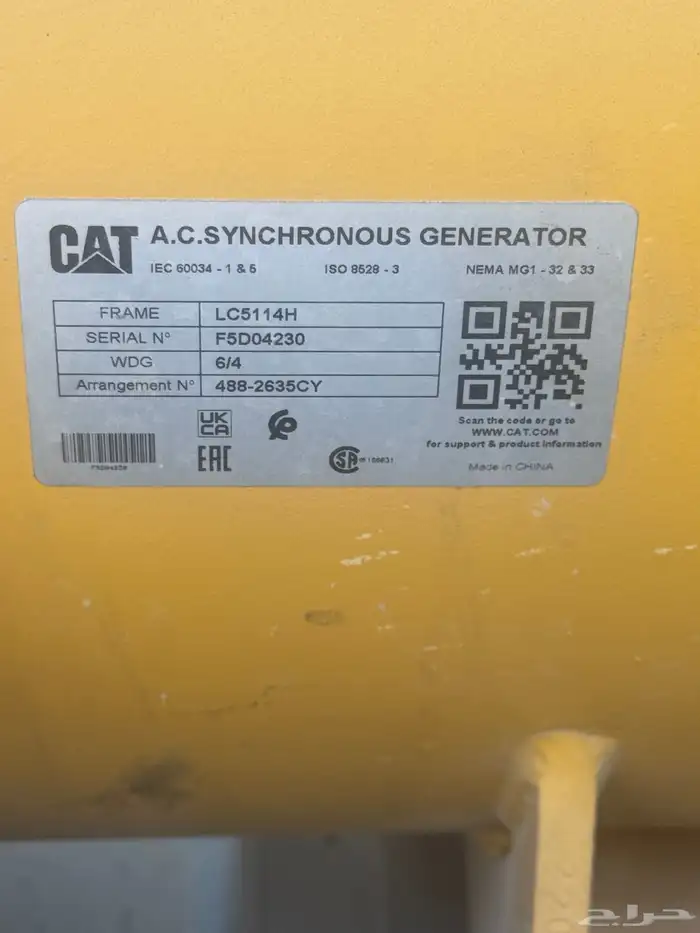 CAT A.C.SYNCHRONOUS GENERATOR
IEC 60034 - 1 & 5 ISO 8528 - 3 NEMA MG1 - 32 & 33
FRAME LC5114H
SERIAL N° F5D04230
WDG 6/4
Arrangement N° 488-2635CY
Scan the code or go to
WWW.CAT.COM
for support & product information
UK
CA
EAC
SA
F5D04230
Made in CHINA
حراج